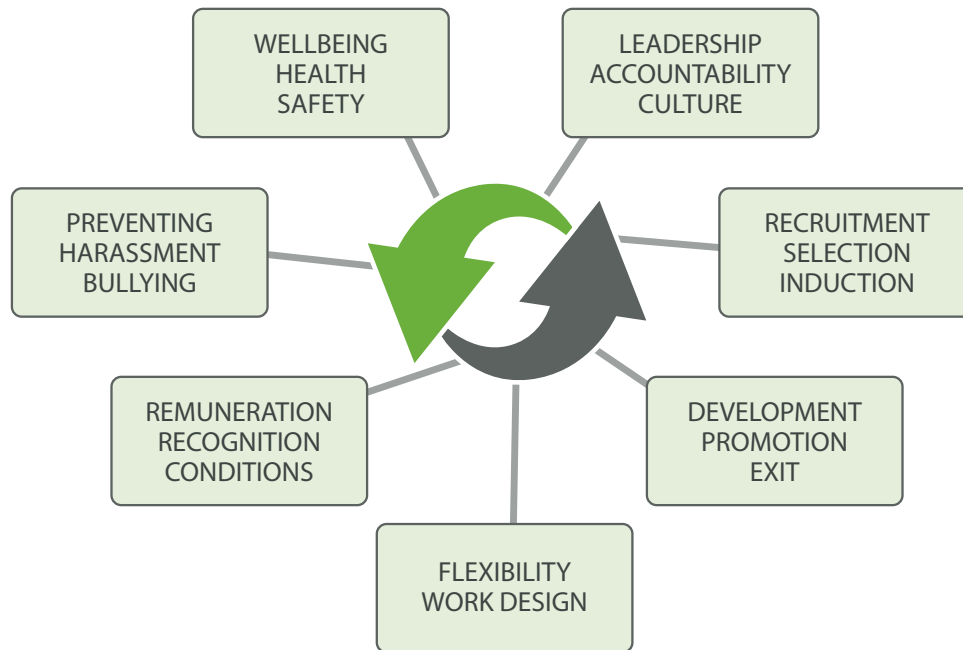 WELLBEING
HEALTH
SAFETY
LEADERSHIP
ACCOUNTABILITY
CULTURE
PREVENTING
HARASSMENT
BULLYING
RECRUITMENT
SELECTION
INDUCTION
REMUNERATION
RECOGNITION
CONDITIONS
DEVELOPMENT
PROMOTION
EXIT
FLEXIBILITY
WORK DESIGN